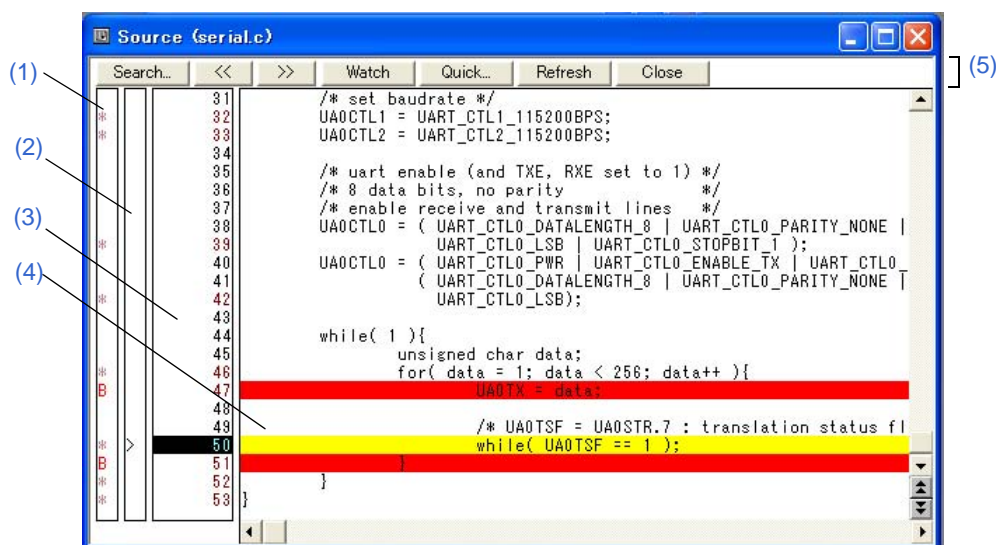 Source (serial.c)
Search... << >> Watch Quick... Refresh Close
(1)
(2)
(3)
(4)
(5)
31 /* set baudrate */
* 32 UA0CTL1 = UART_CTL1_115200BPS;
* 33 UA0CTL2 = UART_CTL2_115200BPS;
34
35 /* uart enable (and TXE, RXE set to 1) */
36 /* 8 data bits, no parity */
37 /* enable receive and transmit lines */
38 UA0CTL0 = ( UART_CTL0_DATALENGTH_8 | UART_CTL0_PARITY_NONE |
* 39 UART_CTL0_LSB | UART_CTL0_STOPBIT_1 );
40 UA0CTL0 = ( UART_CTL0_PWR | UART_CTL0_ENABLE_TX | UART_CTL0_
41 ( UART_CTL0_DATALENGTH_8 | UART_CTL0_PARITY_NONE |
* 42 UART_CTL0_LSB);
43
44 while( 1 ){
45 unsigned char data;
* 46 for( data = 1; data < 256; data++ ){
B 47 UA0TX = data;
48
49 /* UA0TSF = UA0STR.7 : translation status fl
* > 50 while( UA0TSF == 1 );
B 51 }
* 52 }
* 53 }